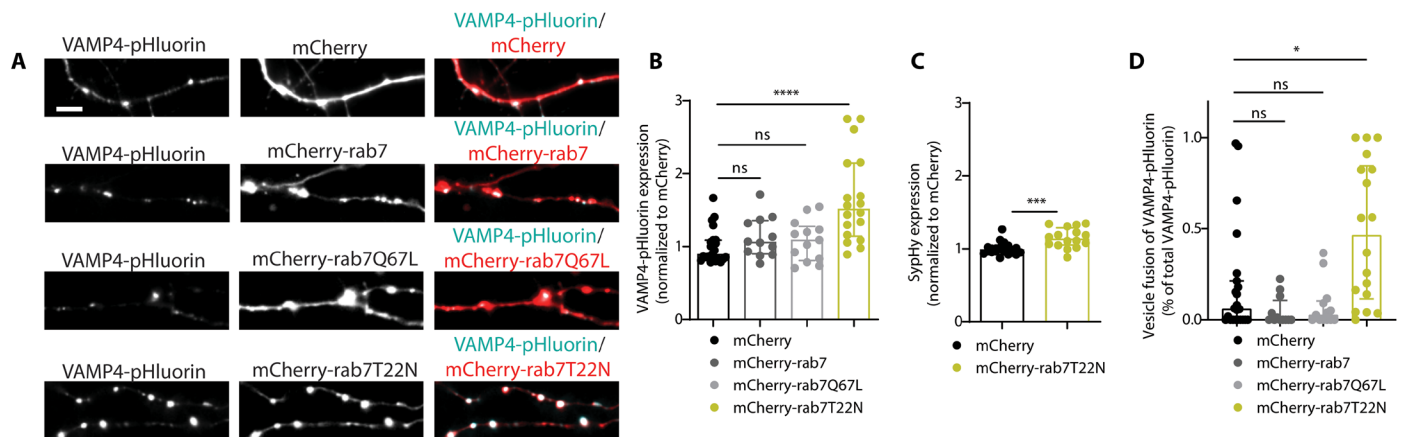 A
VAMP4-pHluorin
mCherry
VAMP4-pHluorin/
mCherry
VAMP4-pHluorin
mCherry-rab7
VAMP4-pHluorin/
mCherry-rab7
VAMP4-pHluorin
mCherry-rab7Q67L
VAMP4-pHluorin/
mCherry-rab7Q67L
VAMP4-pHluorin
mCherry-rab7T22N
VAMP4-pHluorin/
mCherry-rab7T22N
B
VAMP4-pHluorin expression
(normalized to mCherry)
3
2
1
0
****
ns
ns
mCherry
mCherry-rab7
mCherry-rab7Q67L
mCherry-rab7T22N
C
SypHy expression
(normalized to mCherry)
3
2
1
0
***
mCherry
mCherry-rab7T22N
D
Vesicle fusion of VAMP4-pHluorin
(% of total VAMP4-pHluorin)
1.0
0.5
0.0
*
ns
ns
mCherry
mCherry-rab7
mCherry-rab7Q67L
mCherry-rab7T22N